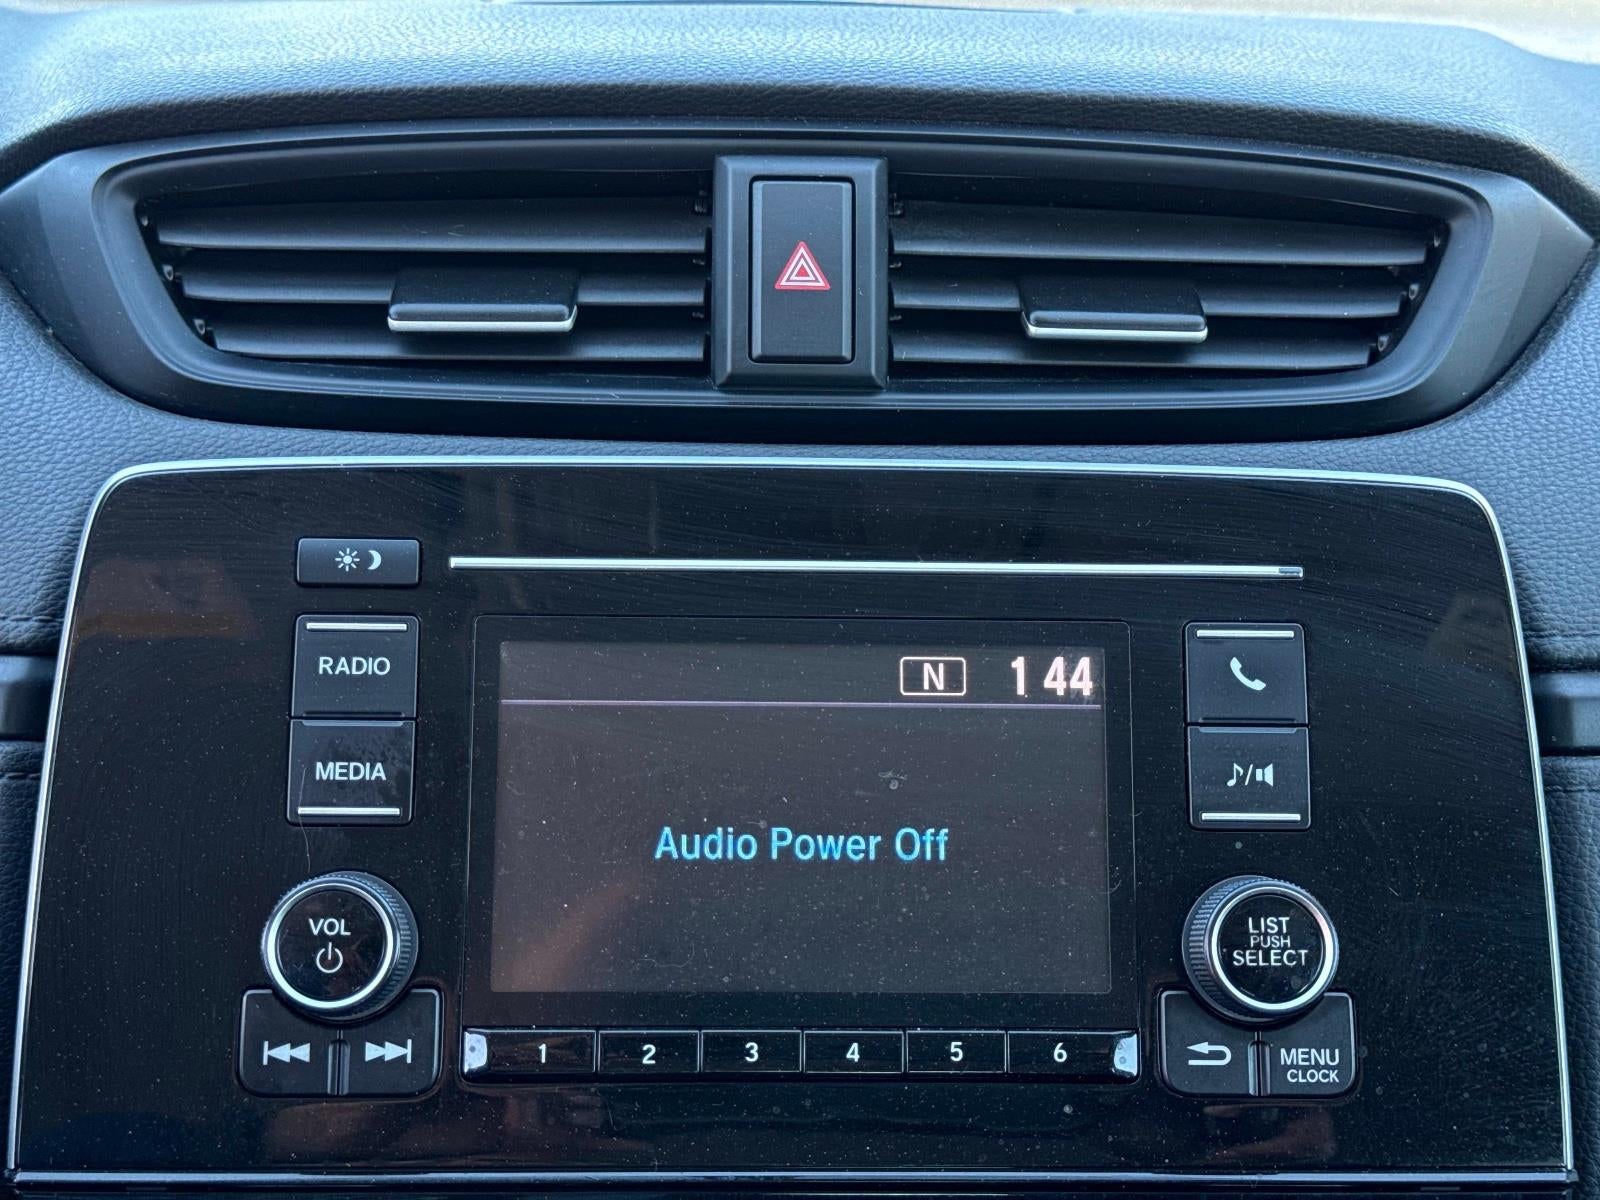 RADIO
MEDIA
VOL
N 1 44
Audio Power Off
LIST
PUSH
SELECT
1 2 3 4 5 6
MENU
CLOCK